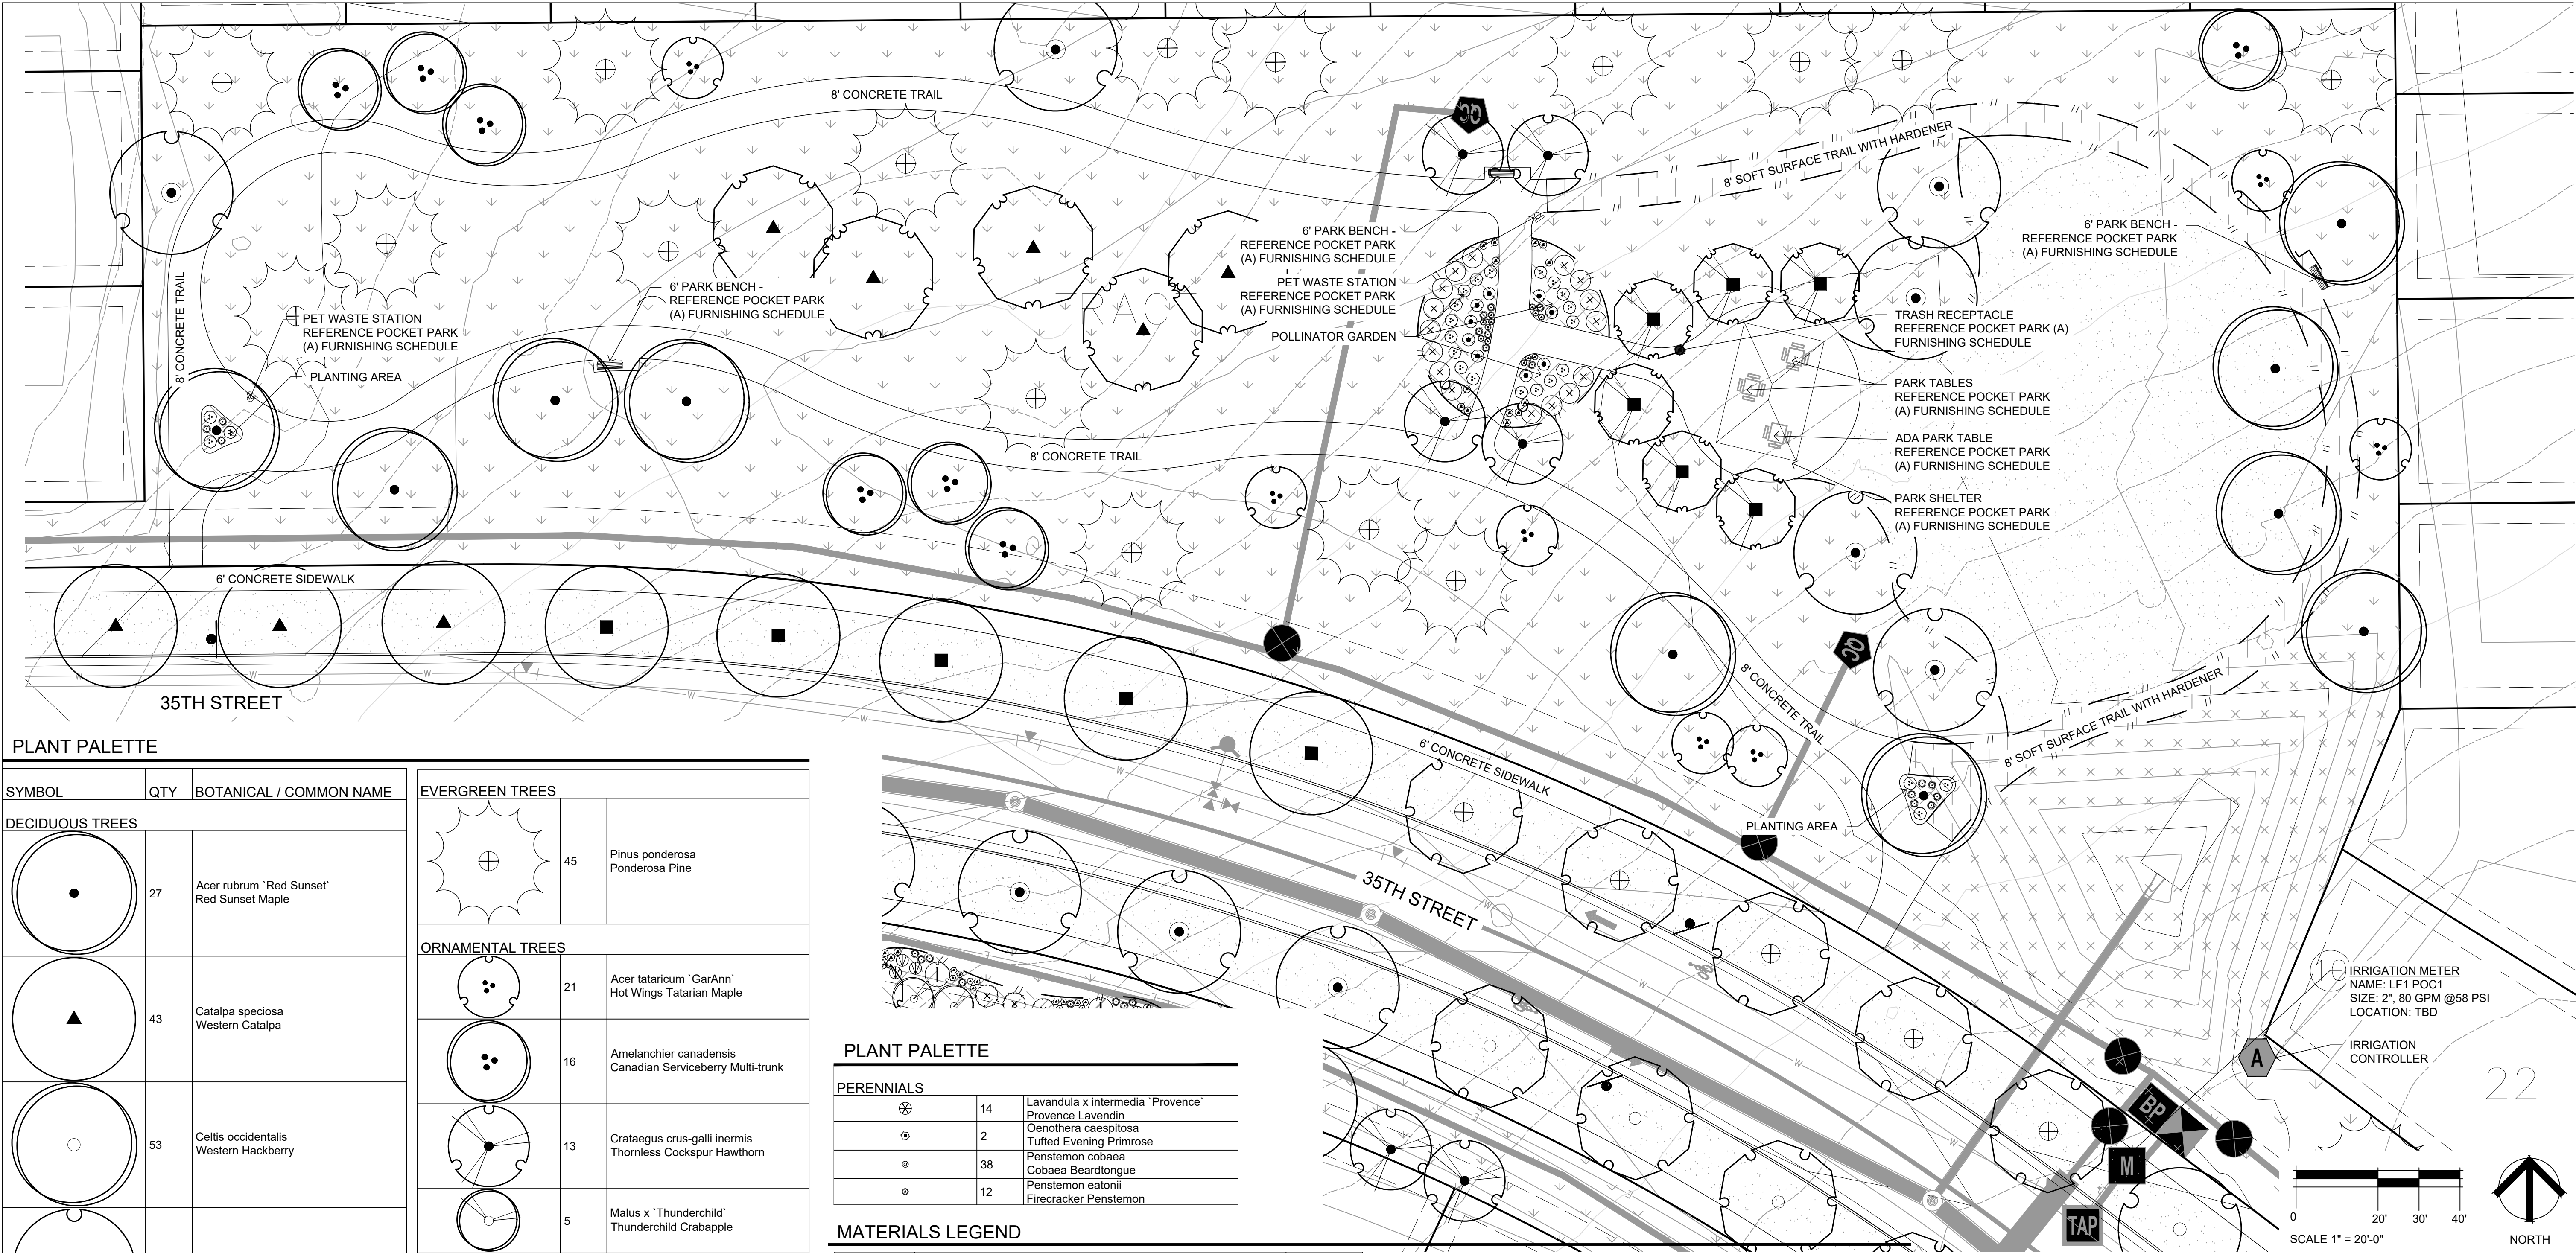 8' CONCRETE TRAIL
QC
8' SOFT SURFACE TRAIL WITH HARDENER
6' PARK BENCH -
REFERENCE POCKET PARK
(A) FURNISHING SCHEDULE
6' PARK BENCH -
REFERENCE POCKET PARK
(A) FURNISHING SCHEDULE
8' CONCRETE TRAIL
6' PARK BENCH -
REFERENCE POCKET PARK
(A) FURNISHING SCHEDULE
PET WASTE STATION
REFERENCE POCKET PARK
(A) FURNISHING SCHEDULE
TRACT
PET WASTE STATION
REFERENCE POCKET PARK
(A) FURNISHING SCHEDULE
TRASH RECEPTACLE
REFERENCE POCKET PARK (A)
FURNISHING SCHEDULE
POLLINATOR GARDEN
PLANTING AREA
PARK TABLES
REFERENCE POCKET PARK
(A) FURNISHING SCHEDULE
8' CONCRETE TRAIL
ADA PARK TABLE
REFERENCE POCKET PARK
(A) FURNISHING SCHEDULE
PARK SHELTER
REFERENCE POCKET PARK
(A) FURNISHING SCHEDULE
6' CONCRETE SIDEWALK
QC
35TH STREET
W
W
W
W
W
W
W
W
8' CONCRETE TRAIL
8' SOFT SURFACE TRAIL WITH HARDENER
6' CONCRETE SIDEWALK
PLANTING AREA
35TH STREET
IRRIGATION METER
NAME: LF1 POC1
SIZE: 2", 80 GPM @58 PSI
LOCATION: TBD
IRRIGATION
CONTROLLER
A
22
BP
M
TAP
PLANT PALETTE
SYMBOL QTY BOTANICAL / COMMON NAME
DECIDUOUS TREES
27 Acer rubrum `Red Sunset`
Red Sunset Maple
43 Catalpa speciosa
Western Catalpa
53 Celtis occidentalis
Western Hackberry
EVERGREEN TREES
45 Pinus ponderosa
Ponderosa Pine
ORNAMENTAL TREES
21 Acer tataricum `GarAnn`
Hot Wings Tatarian Maple
16 Amelanchier canadensis
Canadian Serviceberry Multi-trunk
13 Crataegus crus-galli inermis
Thornless Cockspur Hawthorn
5 Malus x `Thunderchild`
Thunderchild Crabapple
PLANT PALETTE
PERENNIALS
14 Lavandula x intermedia `Provence`
Provence Lavendin
2 Oenothera caespitosa
Tufted Evening Primrose
38 Penstemon cobaea
Cobaea Beardtongue
12 Penstemon eatonii
Firecracker Penstemon
MATERIALS LEGEND
0 20' 30' 40'
SCALE 1" = 20'-0"
NORTH